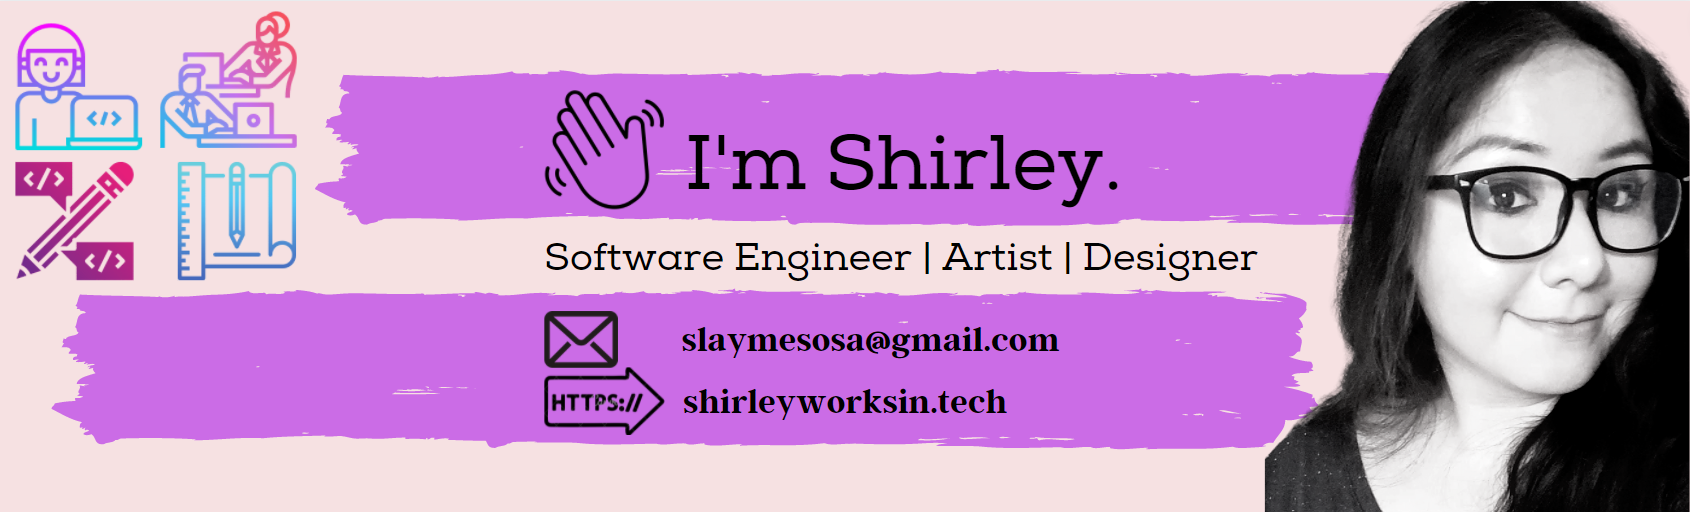 </>
</>
</>
I'm Shirley.
Software Engineer | Artist | Designer
slaymesosa@gmail.com
HTTPS://
shirleyworksin.tech